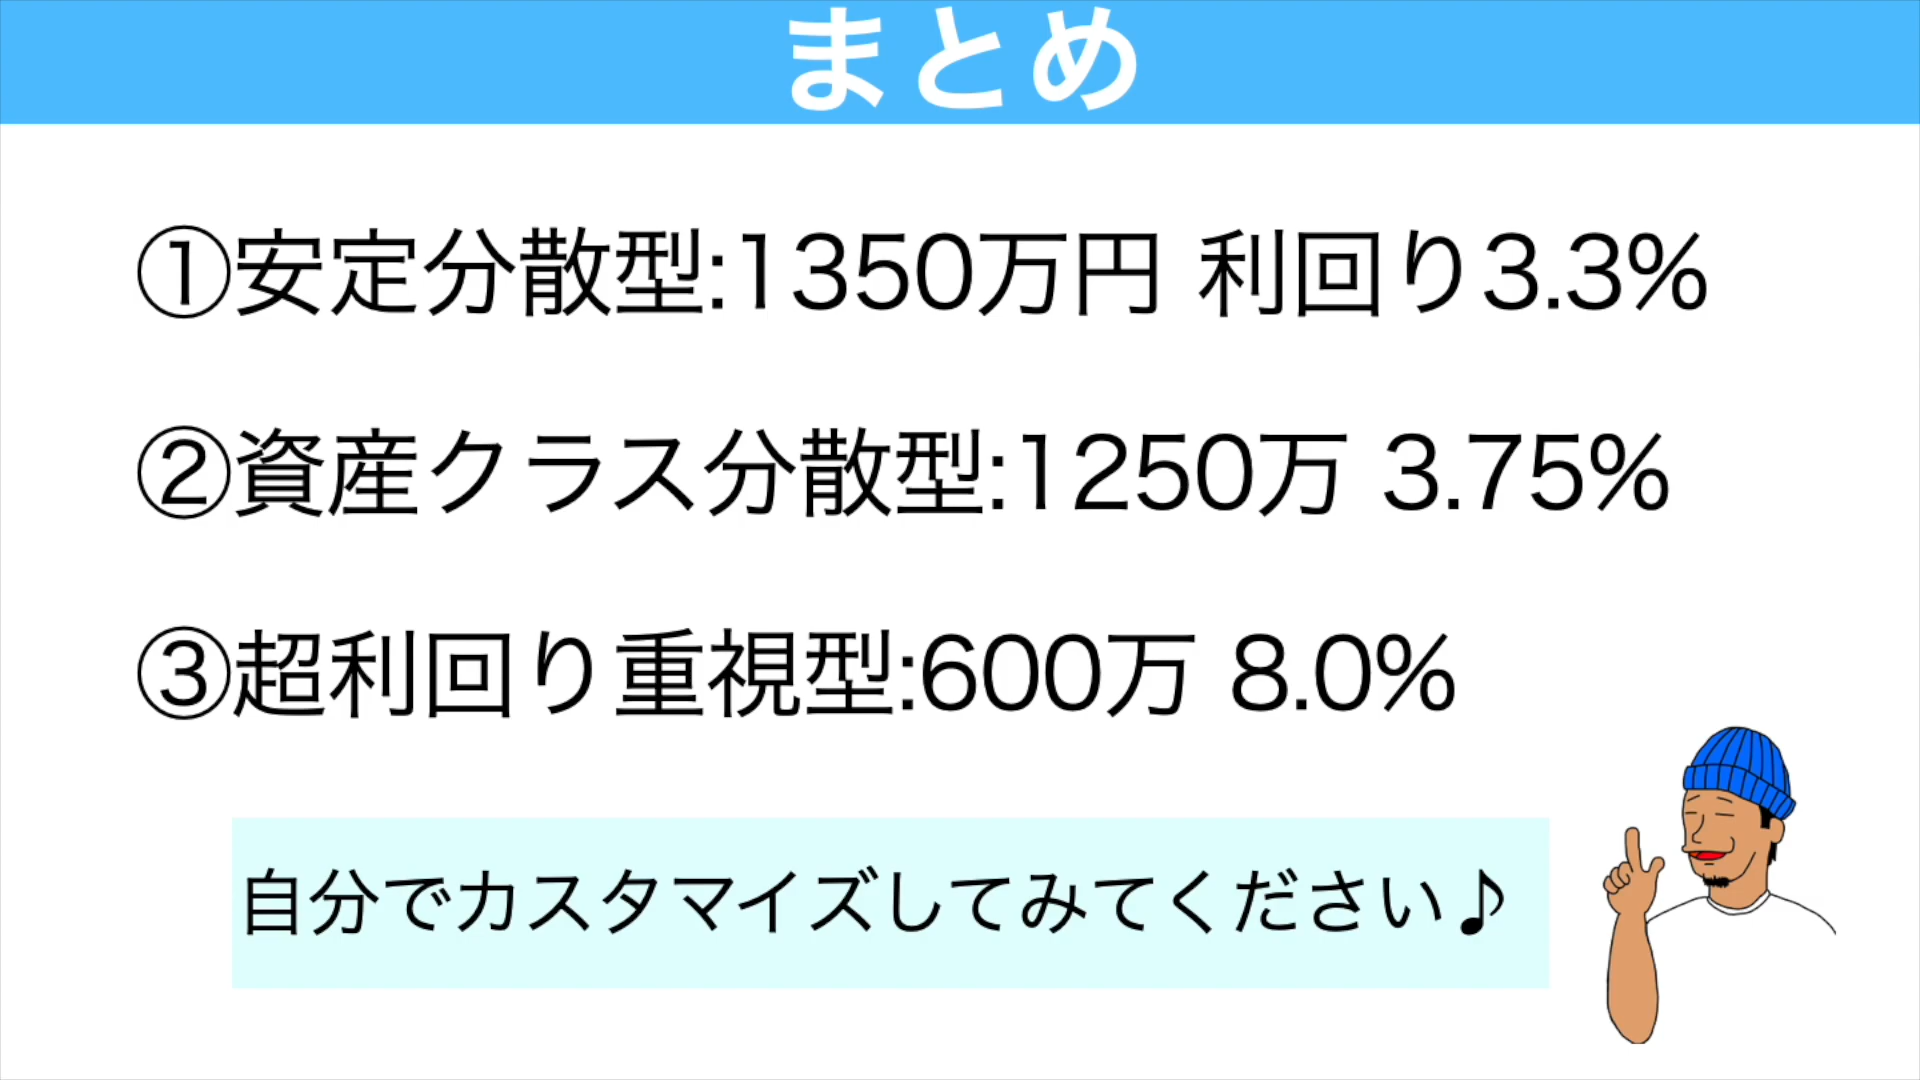 まとめ
①安定分散型:1350万円 利回り3.3%
②資産クラス分散型:1250万 3.75%
③超利回り重視型:600万 8.0%
自分でカスタマイズしてみてください♪